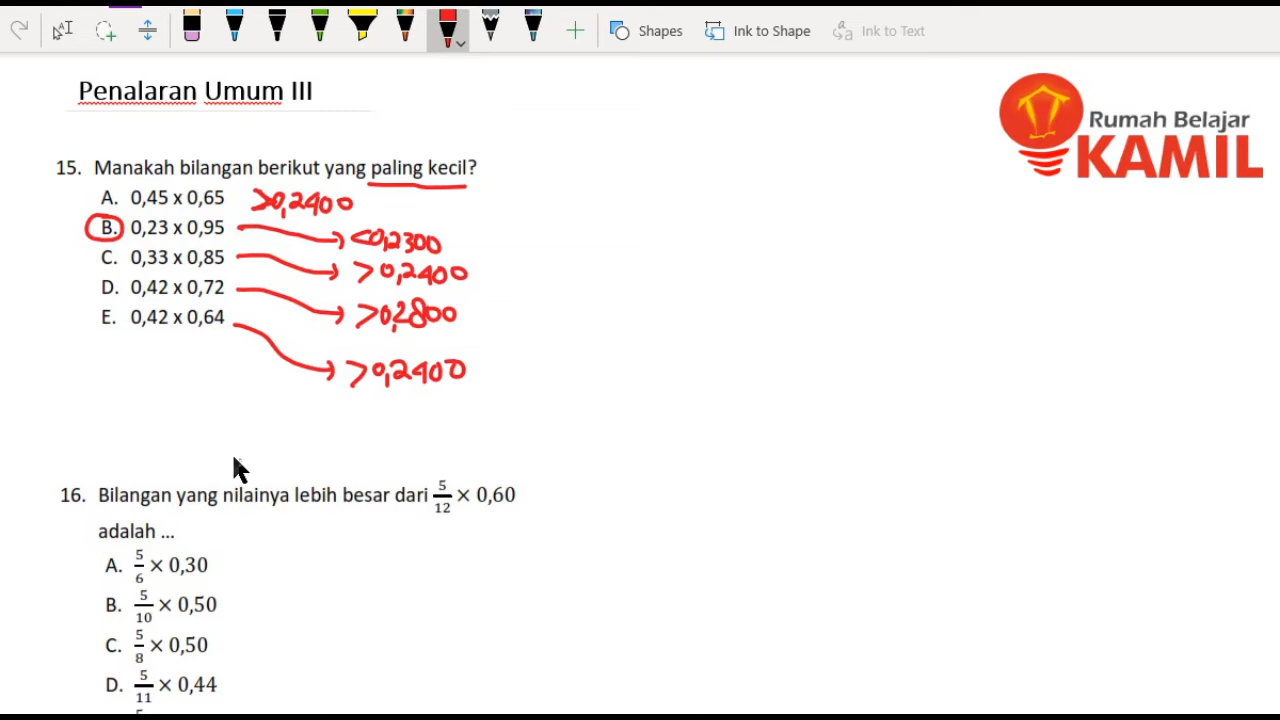 Shapes Ink to Shape Ink to Text
Penalaran Umum III
Rumah Belajar
KAMIL
15. Manakah bilangan berikut yang paling kecil?
A. 0,45 x 0,65 >0,2400
B. 0,23 x 0,95 <0,2300
C. 0,33 x 0,85 >0,2400
D. 0,42 x 0,72 >0,2800
E. 0,42 x 0,64 >0,2400
16. Bilangan yang nilainya lebih besar dari 5/12 × 0,60
adalah ...
A. 5/6 × 0,30
B. 5/10 × 0,50
C. 5/8 × 0,50
D. 5/11 × 0,44